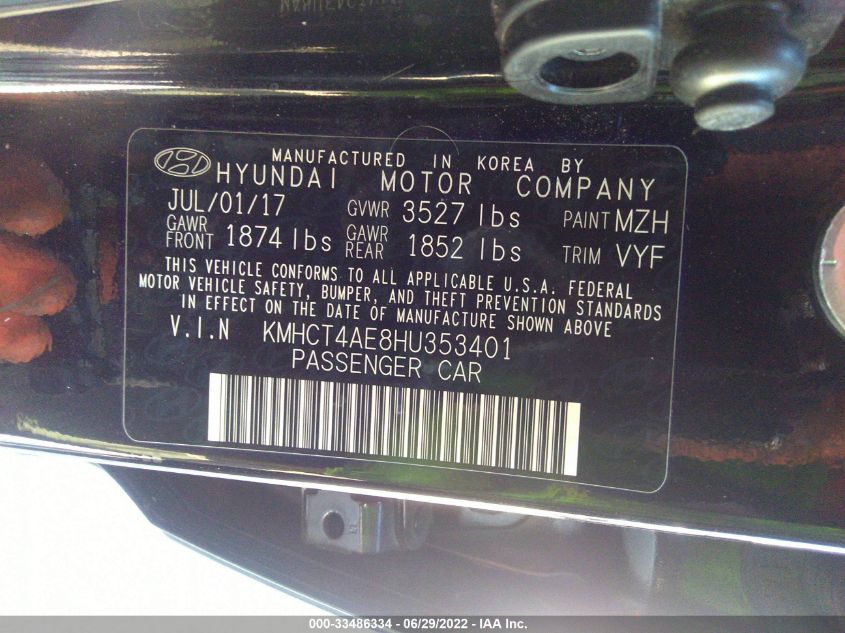 MANUFACTURED IN KOREA BY
HYUNDAI MOTOR COMPANY
JUL/01/17 GVWR 3527 lbs PAINT MZH
GAWR FRONT 1874 lbs GAWR REAR 1852 lbs TRIM VYF
THIS VEHICLE CONFORMS TO ALL APPLICABLE U.S.A. FEDERAL
MOTOR VEHICLE SAFETY, BUMPER, AND THEFT PREVENTION STANDARDS
IN EFFECT ON THE DATE OF MANUFACTURE SHOWN ABOVE
V.I.N KMHCT4AE8HU353401
PASSENGER CAR
000-33486334 - 06/29/2022 - IAA Inc.